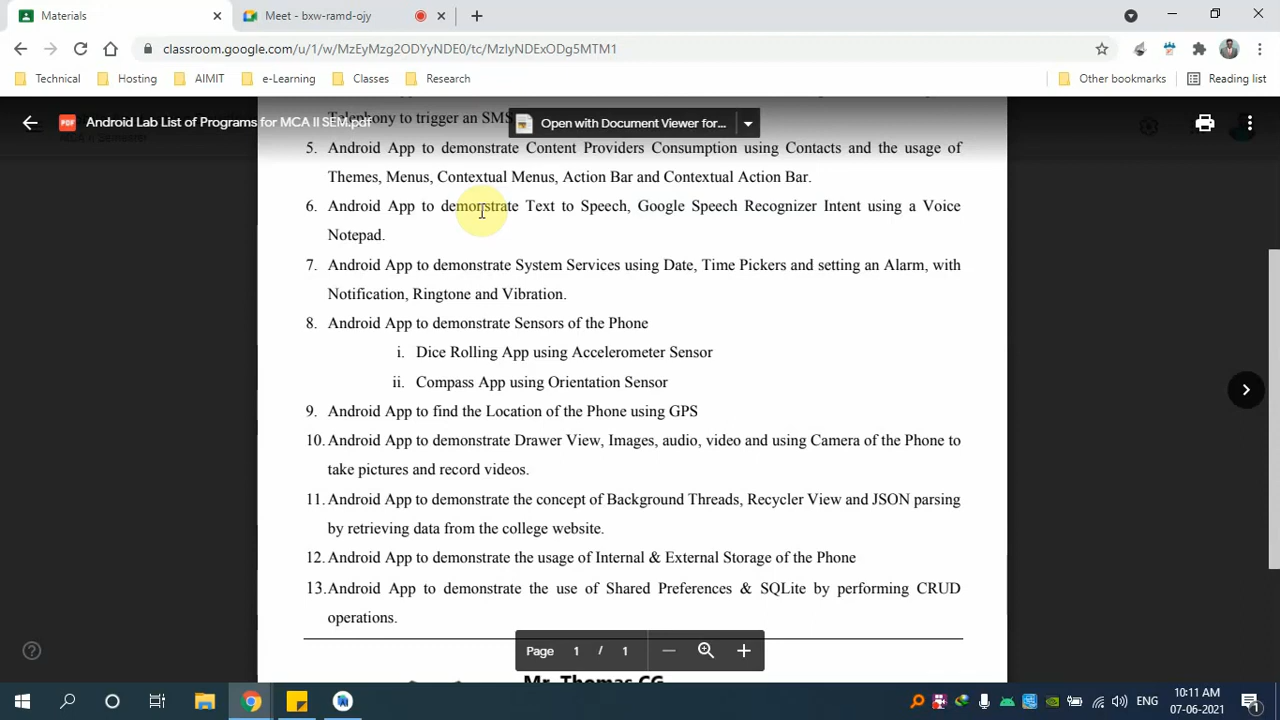 Materials
Meet - bxw-ramd-ojy
classroom.google.com/u/1/w/MzEyMzg2ODYyNDE0/tc/MzIyNDExODg5MTM1
Technical Hosting AIMIT e-Learning Classes Research Other bookmarks Reading list
Android Lab List of Programs for MCA II SEM.pdf
Open with Document Viewer for...
Telephony to trigger an SMS
5. Android App to demonstrate Content Providers Consumption using Contacts and the usage of
Themes, Menus, Contextual Menus, Action Bar and Contextual Action Bar.
6. Android App to demonstrate Text to Speech, Google Speech Recognizer Intent using a Voice
Notepad.
7. Android App to demonstrate System Services using Date, Time Pickers and setting an Alarm, with
Notification, Ringtone and Vibration.
8. Android App to demonstrate Sensors of the Phone
i. Dice Rolling App using Accelerometer Sensor
ii. Compass App using Orientation Sensor
9. Android App to find the Location of the Phone using GPS
10. Android App to demonstrate Drawer View, Images, audio, video and using Camera of the Phone to
take pictures and record videos.
11. Android App to demonstrate the concept of Background Threads, Recycler View and JSON parsing
by retrieving data from the college website.
12. Android App to demonstrate the usage of Internal & External Storage of the Phone
13. Android App to demonstrate the use of Shared Preferences & SQLite by performing CRUD
operations.
Page 1 / 1
Mr. Thomas CG
ENG
10:11 AM
07-06-2021